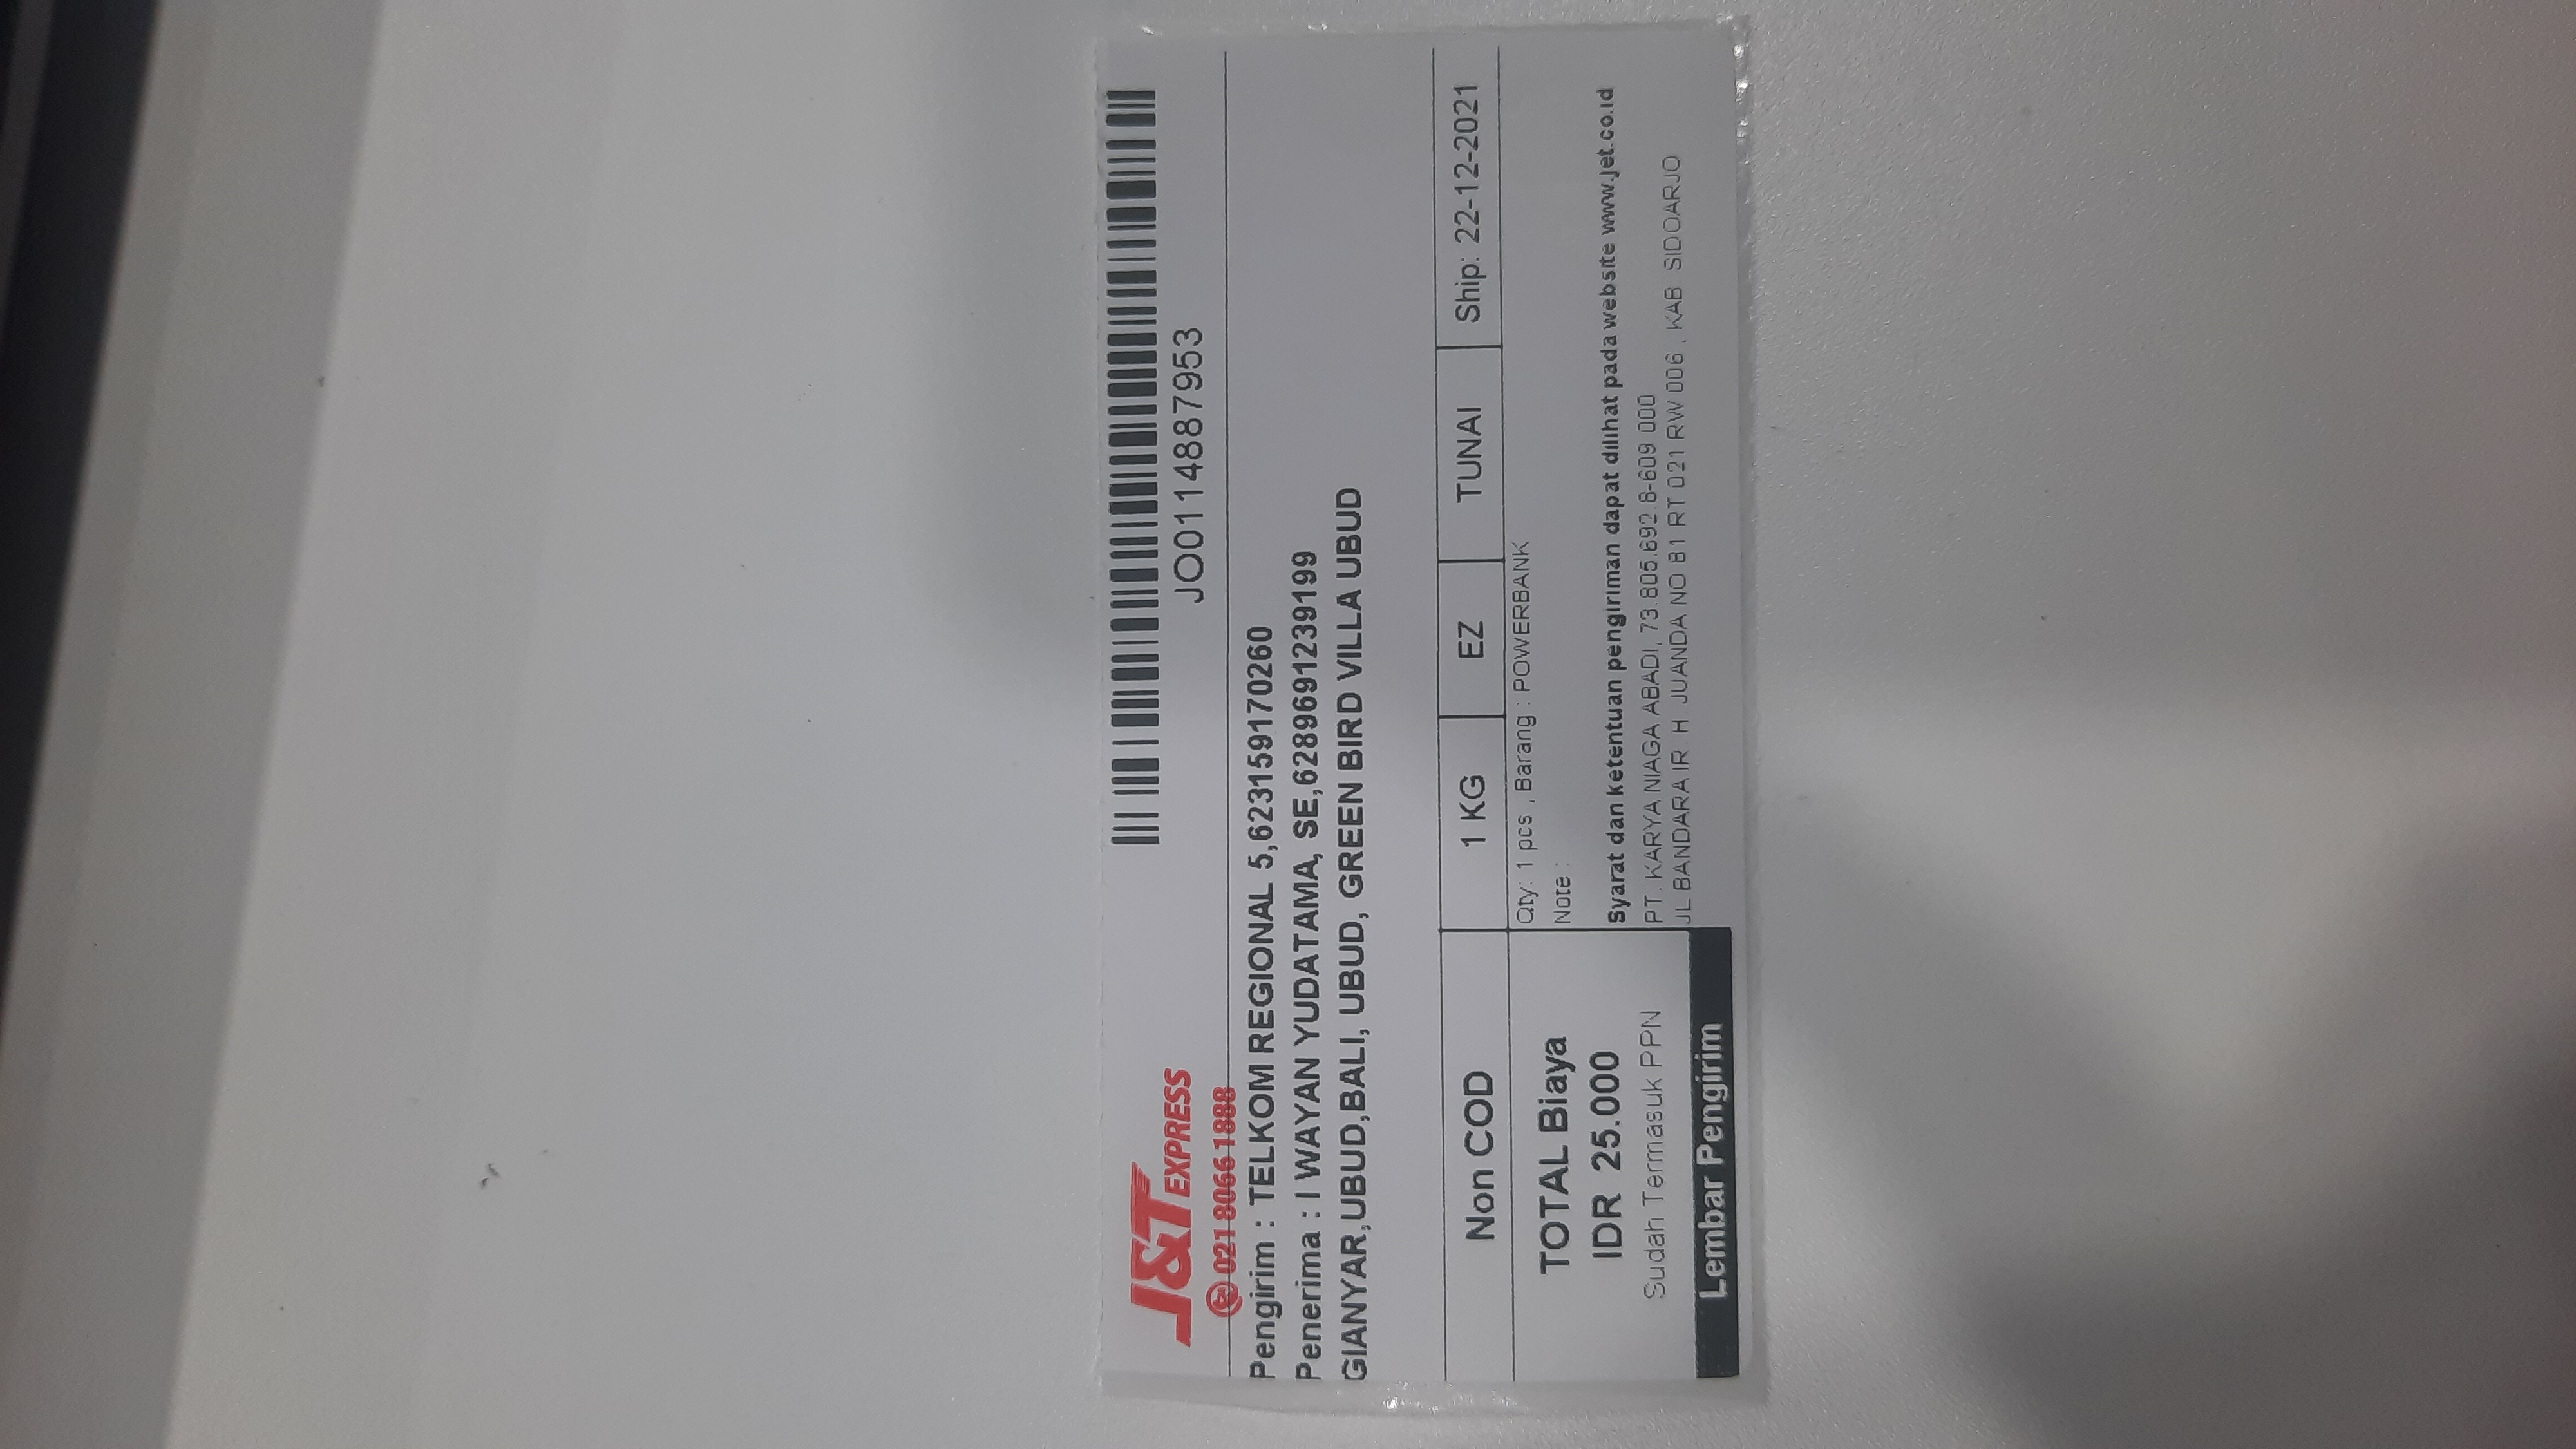 J&T EXPRESS
JO0114887953
021 8066 1888
Pengirim : TELKOM REGIONAL 5,623159170260
Penerima : I WAYAN YUDATAMA, SE,6289691239199
GIANYAR,UBUD,BALI, UBUD, GREEN BIRD VILLA UBUD
Non COD 1 KG EZ TUNAI Ship: 22-12-2021
TOTAL Biaya
IDR 25.000
Sudah Termasuk PPN
Lembar Pengirim
Qty: 1 pcs , Barang : POWERBANK
Note :
Syarat dan ketentuan pengiriman dapat dilihat pada website www.jet.co.id
PT. KARYA NIAGA ABADI, 73.805.692.8-609.000
JL BANDARA IR. H. JUANDA NO 81 RT 021 RW 006 , KAB. SIDOARJO